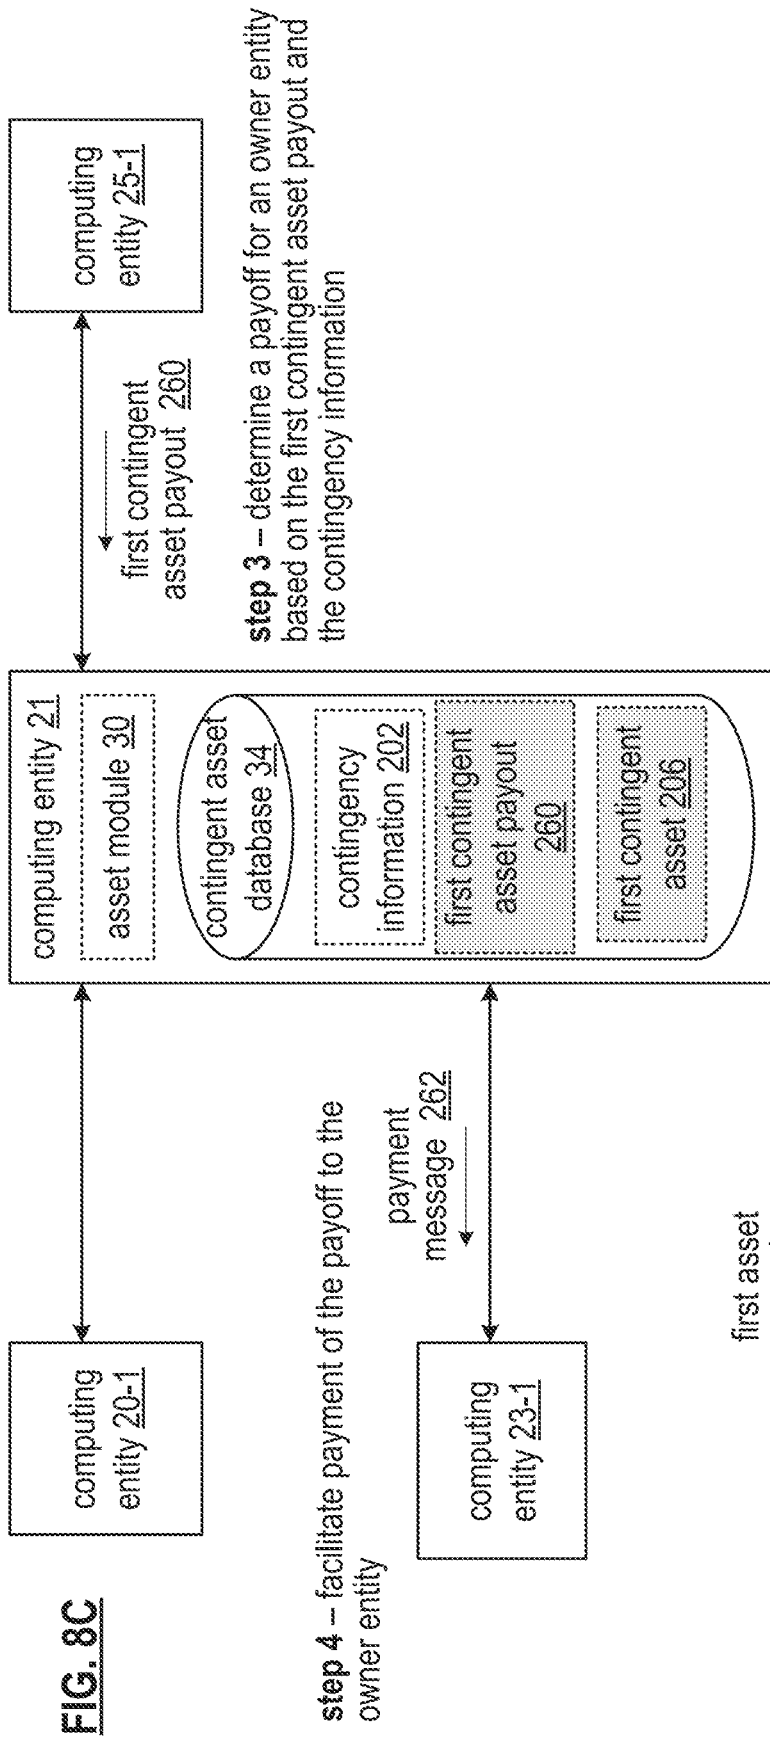 FIG. 8C
computing
entity 20-1
computing entity 21
asset module 30
contingent asset
database 34
contingency
information 202
first contingent
asset payout
260
first contingent
asset 206
first contingent
asset payout 260
computing
entity 25-1
step 3 – determine a payoff for an owner entity
based on the first contingent asset payout and
the contingency information
step 4 – facilitate payment of the payoff to the
owner entity
payment
message 262
computing
entity 23-1
first asset